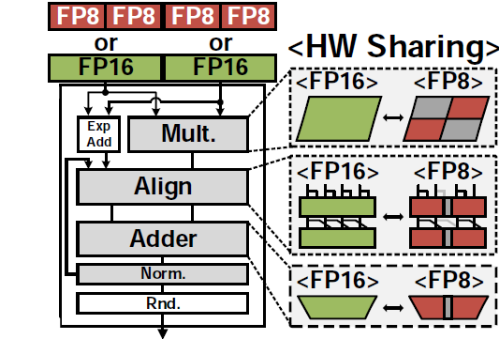 FP8 FP8 FP8 FP8
or or
FP16 FP16
<HW Sharing>
Exp
Add
Mult.
Align
Adder
Norm.
Rnd.
<FP16> <FP8>
<FP16> <FP8>
<FP16> <FP8>